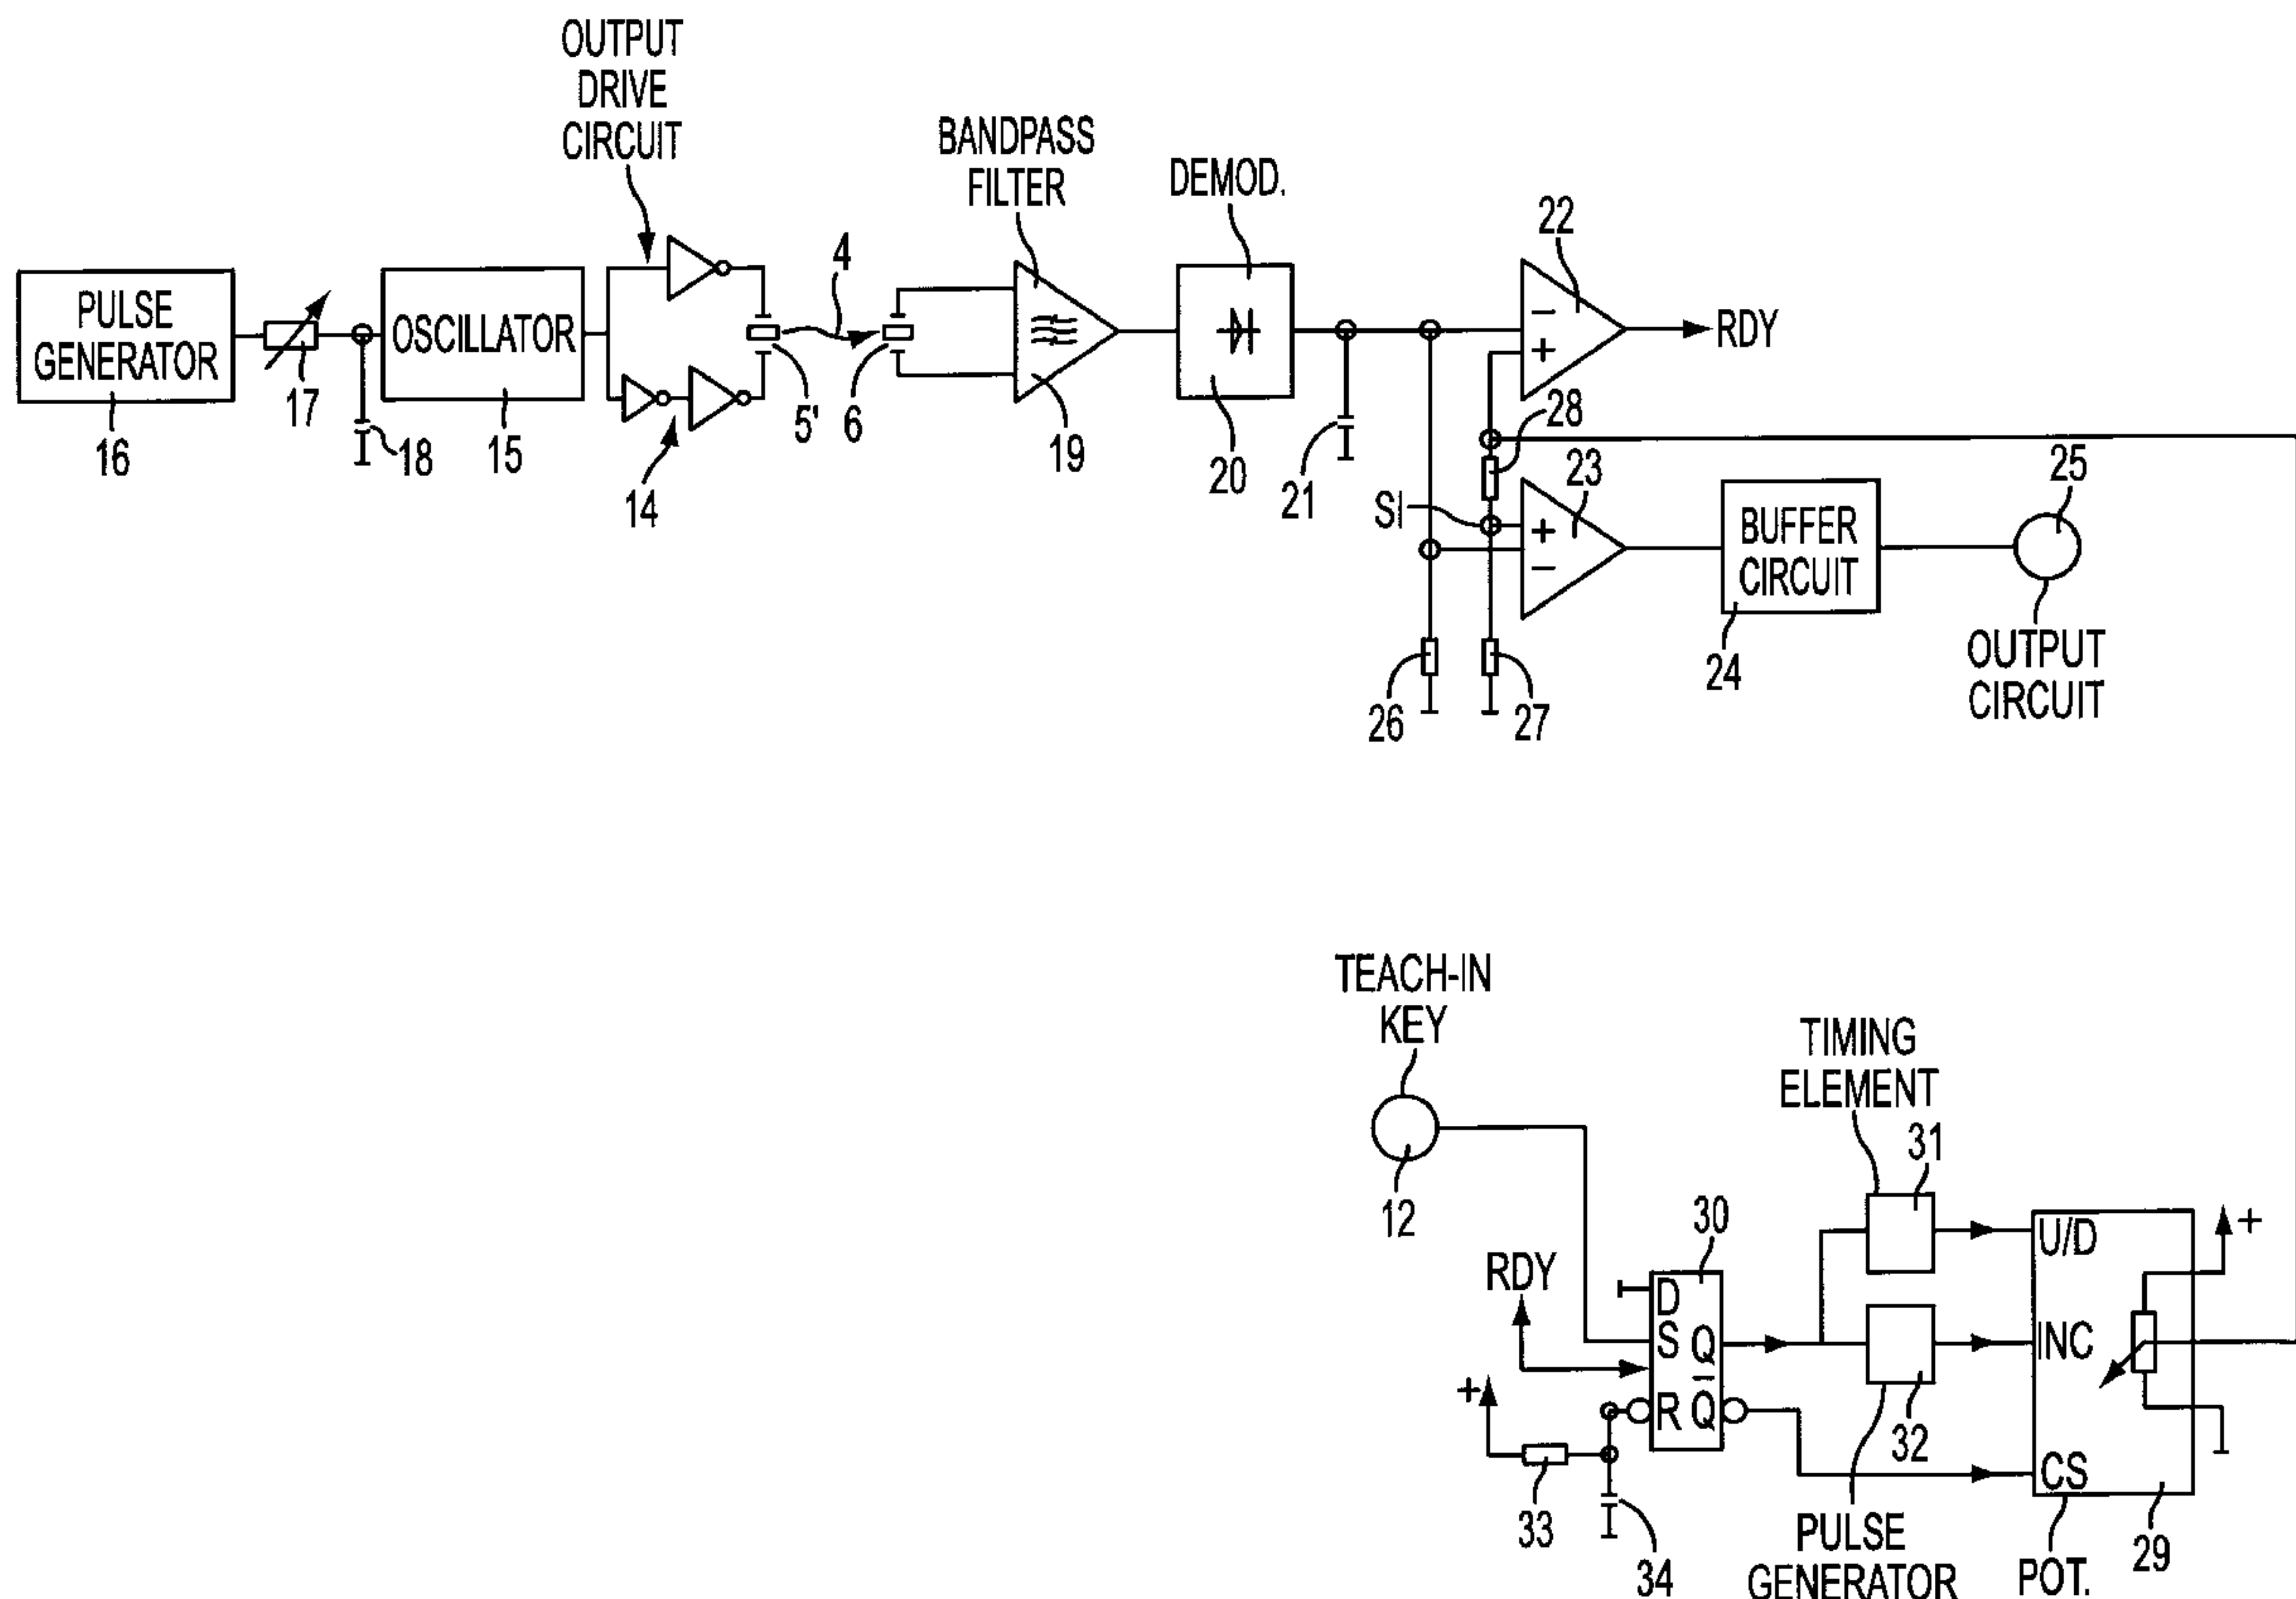 OUTPUT
DRIVE
CIRCUIT
BANDPASS
FILTER
DEMOD.
PULSE
GENERATOR
16
17
18
OSCILLATOR
15
14
5'
4
6
19
20
21
22
−
+
RDY
28
SI
23
+
−
BUFFER
CIRCUIT
24
25
OUTPUT
CIRCUIT
26
27
TEACH-IN
KEY
12
TIMING
ELEMENT
31
30
RDY
D
S Q
R Q̅
+
33
34
32
PULSE
GENERATOR
U/D
INC
CS
+
29
POT.